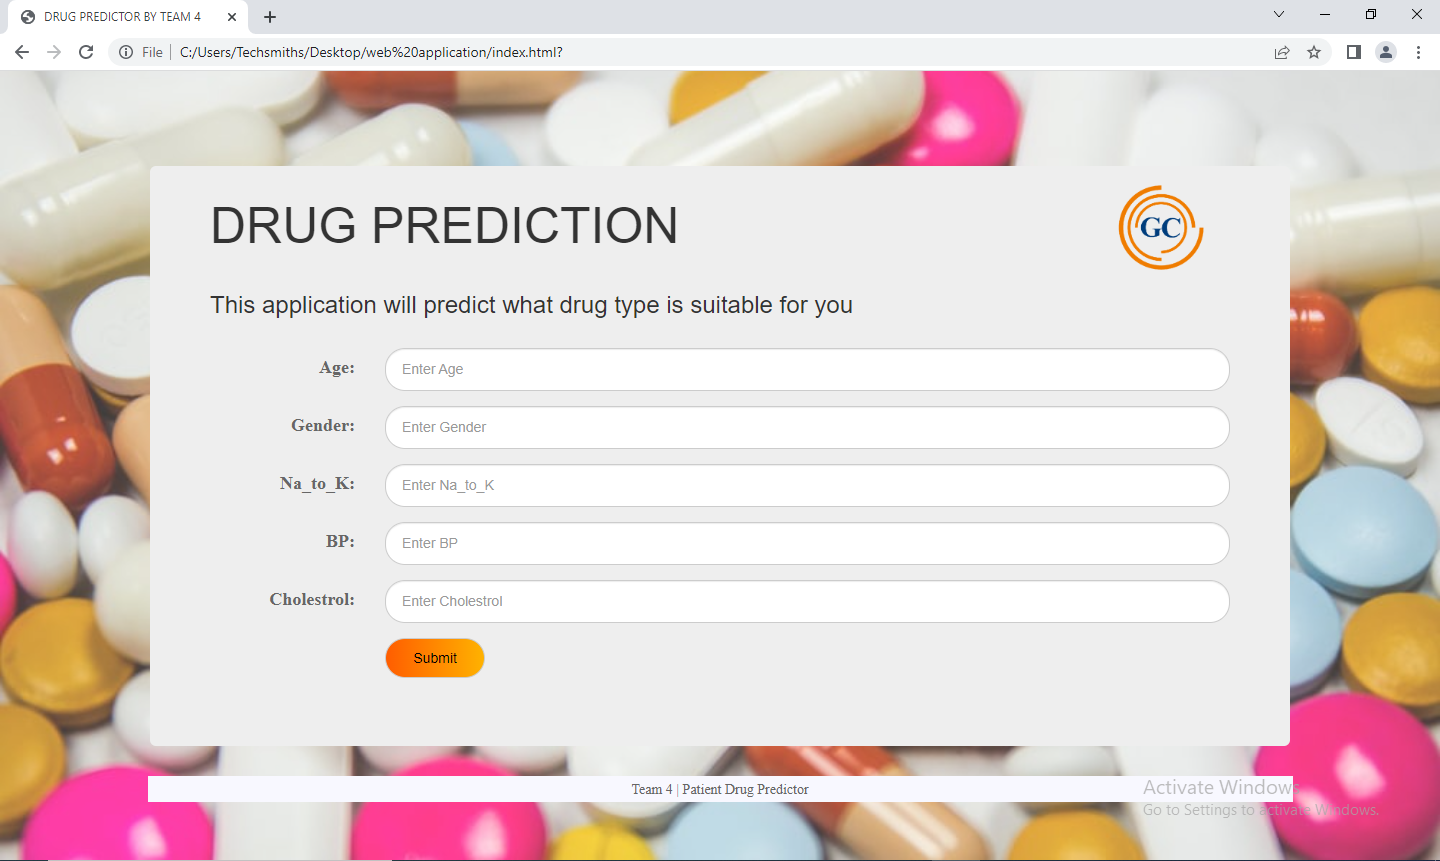 DRUG PREDICTOR BY TEAM 4
File C:/Users/Techsmiths/Desktop/web%20application/index.html?
DRUG PREDICTION
GC
This application will predict what drug type is suitable for you
Age: Enter Age
Gender: Enter Gender
Na_to_K: Enter Na_to_K
BP: Enter BP
Cholestrol: Enter Cholestrol
Submit
Team 4 | Patient Drug Predictor
Activate Windows
Go to Settings to activate Windows.